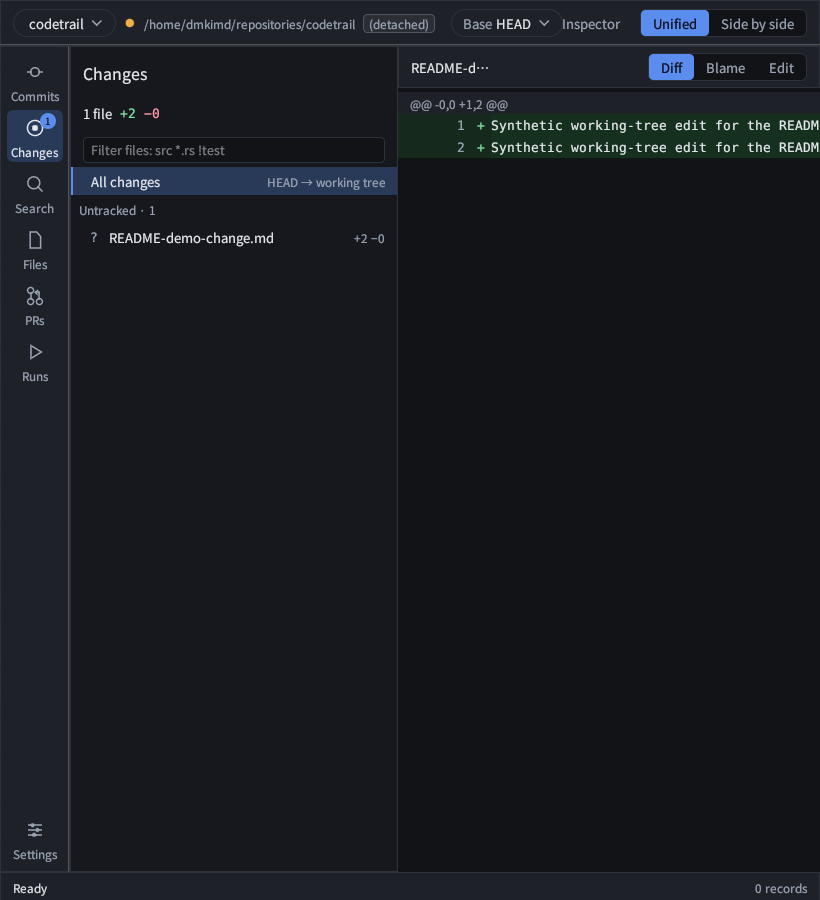 codetrail /home/dmkimd/repositories/codetrail (detached) Base HEAD Inspector Unified Side by side
Commits
1
Changes
Search
Files
PRs
Runs
Settings
Changes
1 file +2 −0
Filter files: src *.rs !test
All changes HEAD → working tree
Untracked · 1
? README-demo-change.md +2 −0
README-d··· Diff Blame Edit
@@ -0,0 +1,2 @@
1 + Synthetic working-tree edit for the READM
2 + Synthetic working-tree edit for the READM
Ready 0 records